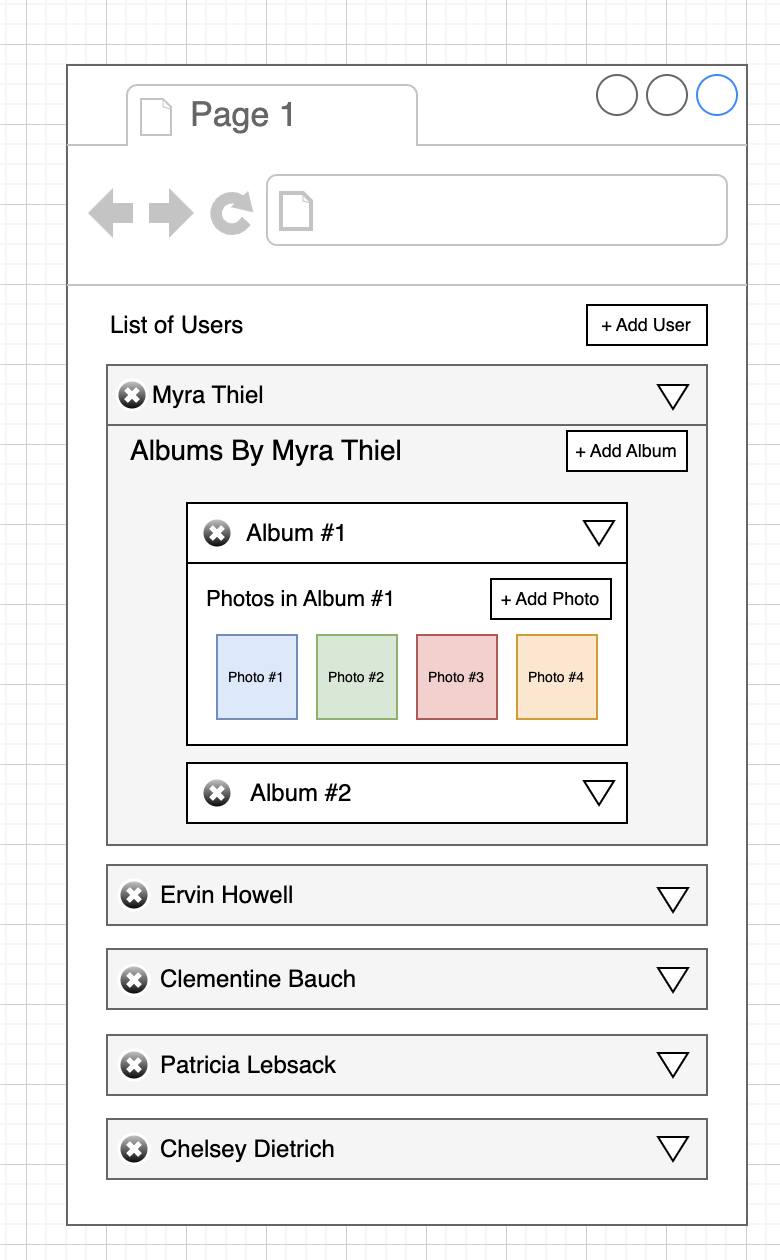 Page 1
List of Users
+ Add User
Myra Thiel
Albums By Myra Thiel
+ Add Album
Album #1
Photos in Album #1
+ Add Photo
Photo #1
Photo #2
Photo #3
Photo #4
Album #2
Ervin Howell
Clementine Bauch
Patricia Lebsack
Chelsey Dietrich